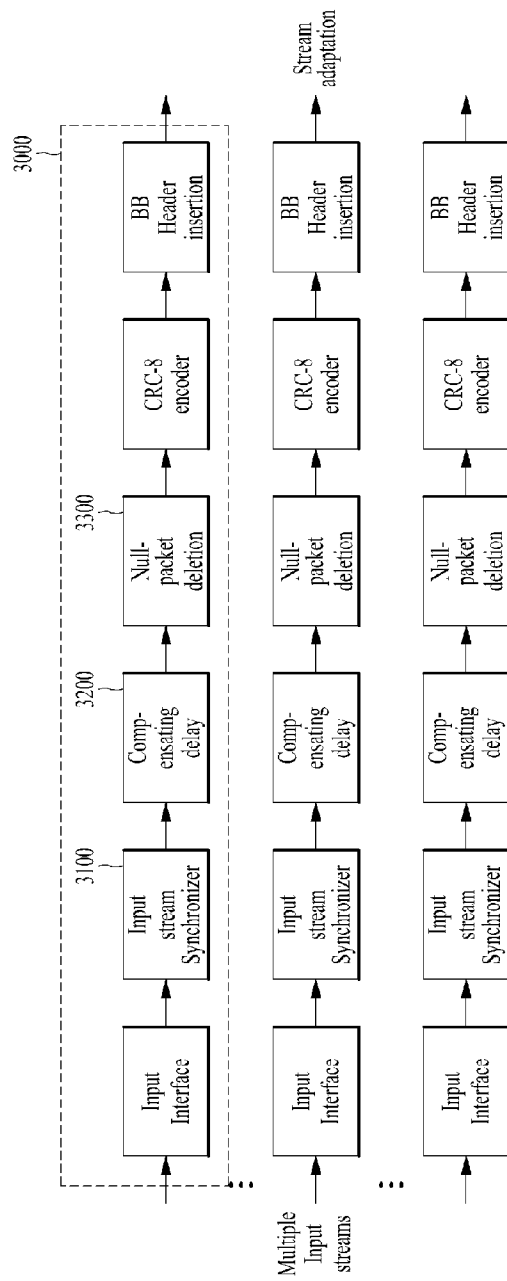 3000
3100
3200
3300
Input
Interface
Input
stream
Synchronizer
Comp-
ensating
delay
Null-
packet
deletion
CRC-8
encoder
BB
Header
insertion
...
Multiple
Input
streams
Input
Interface
Input
stream
Synchronizer
Comp-
ensating
delay
Null-
packet
deletion
CRC-8
encoder
BB
Header
insertion
Stream
adaptation
...
Input
Interface
Input
stream
Synchronizer
Comp-
ensating
delay
Null-
packet
deletion
CRC-8
encoder
BB
Header
insertion